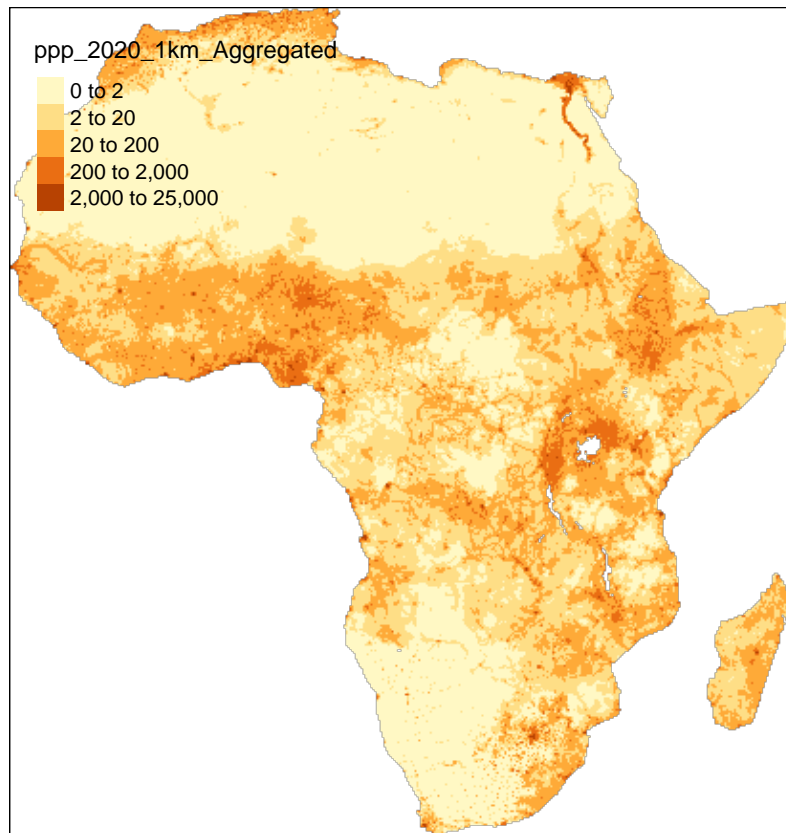 ppp_2020_1km_Aggregated
0 to 2
2 to 20
20 to 200
200 to 2,000
2,000 to 25,000